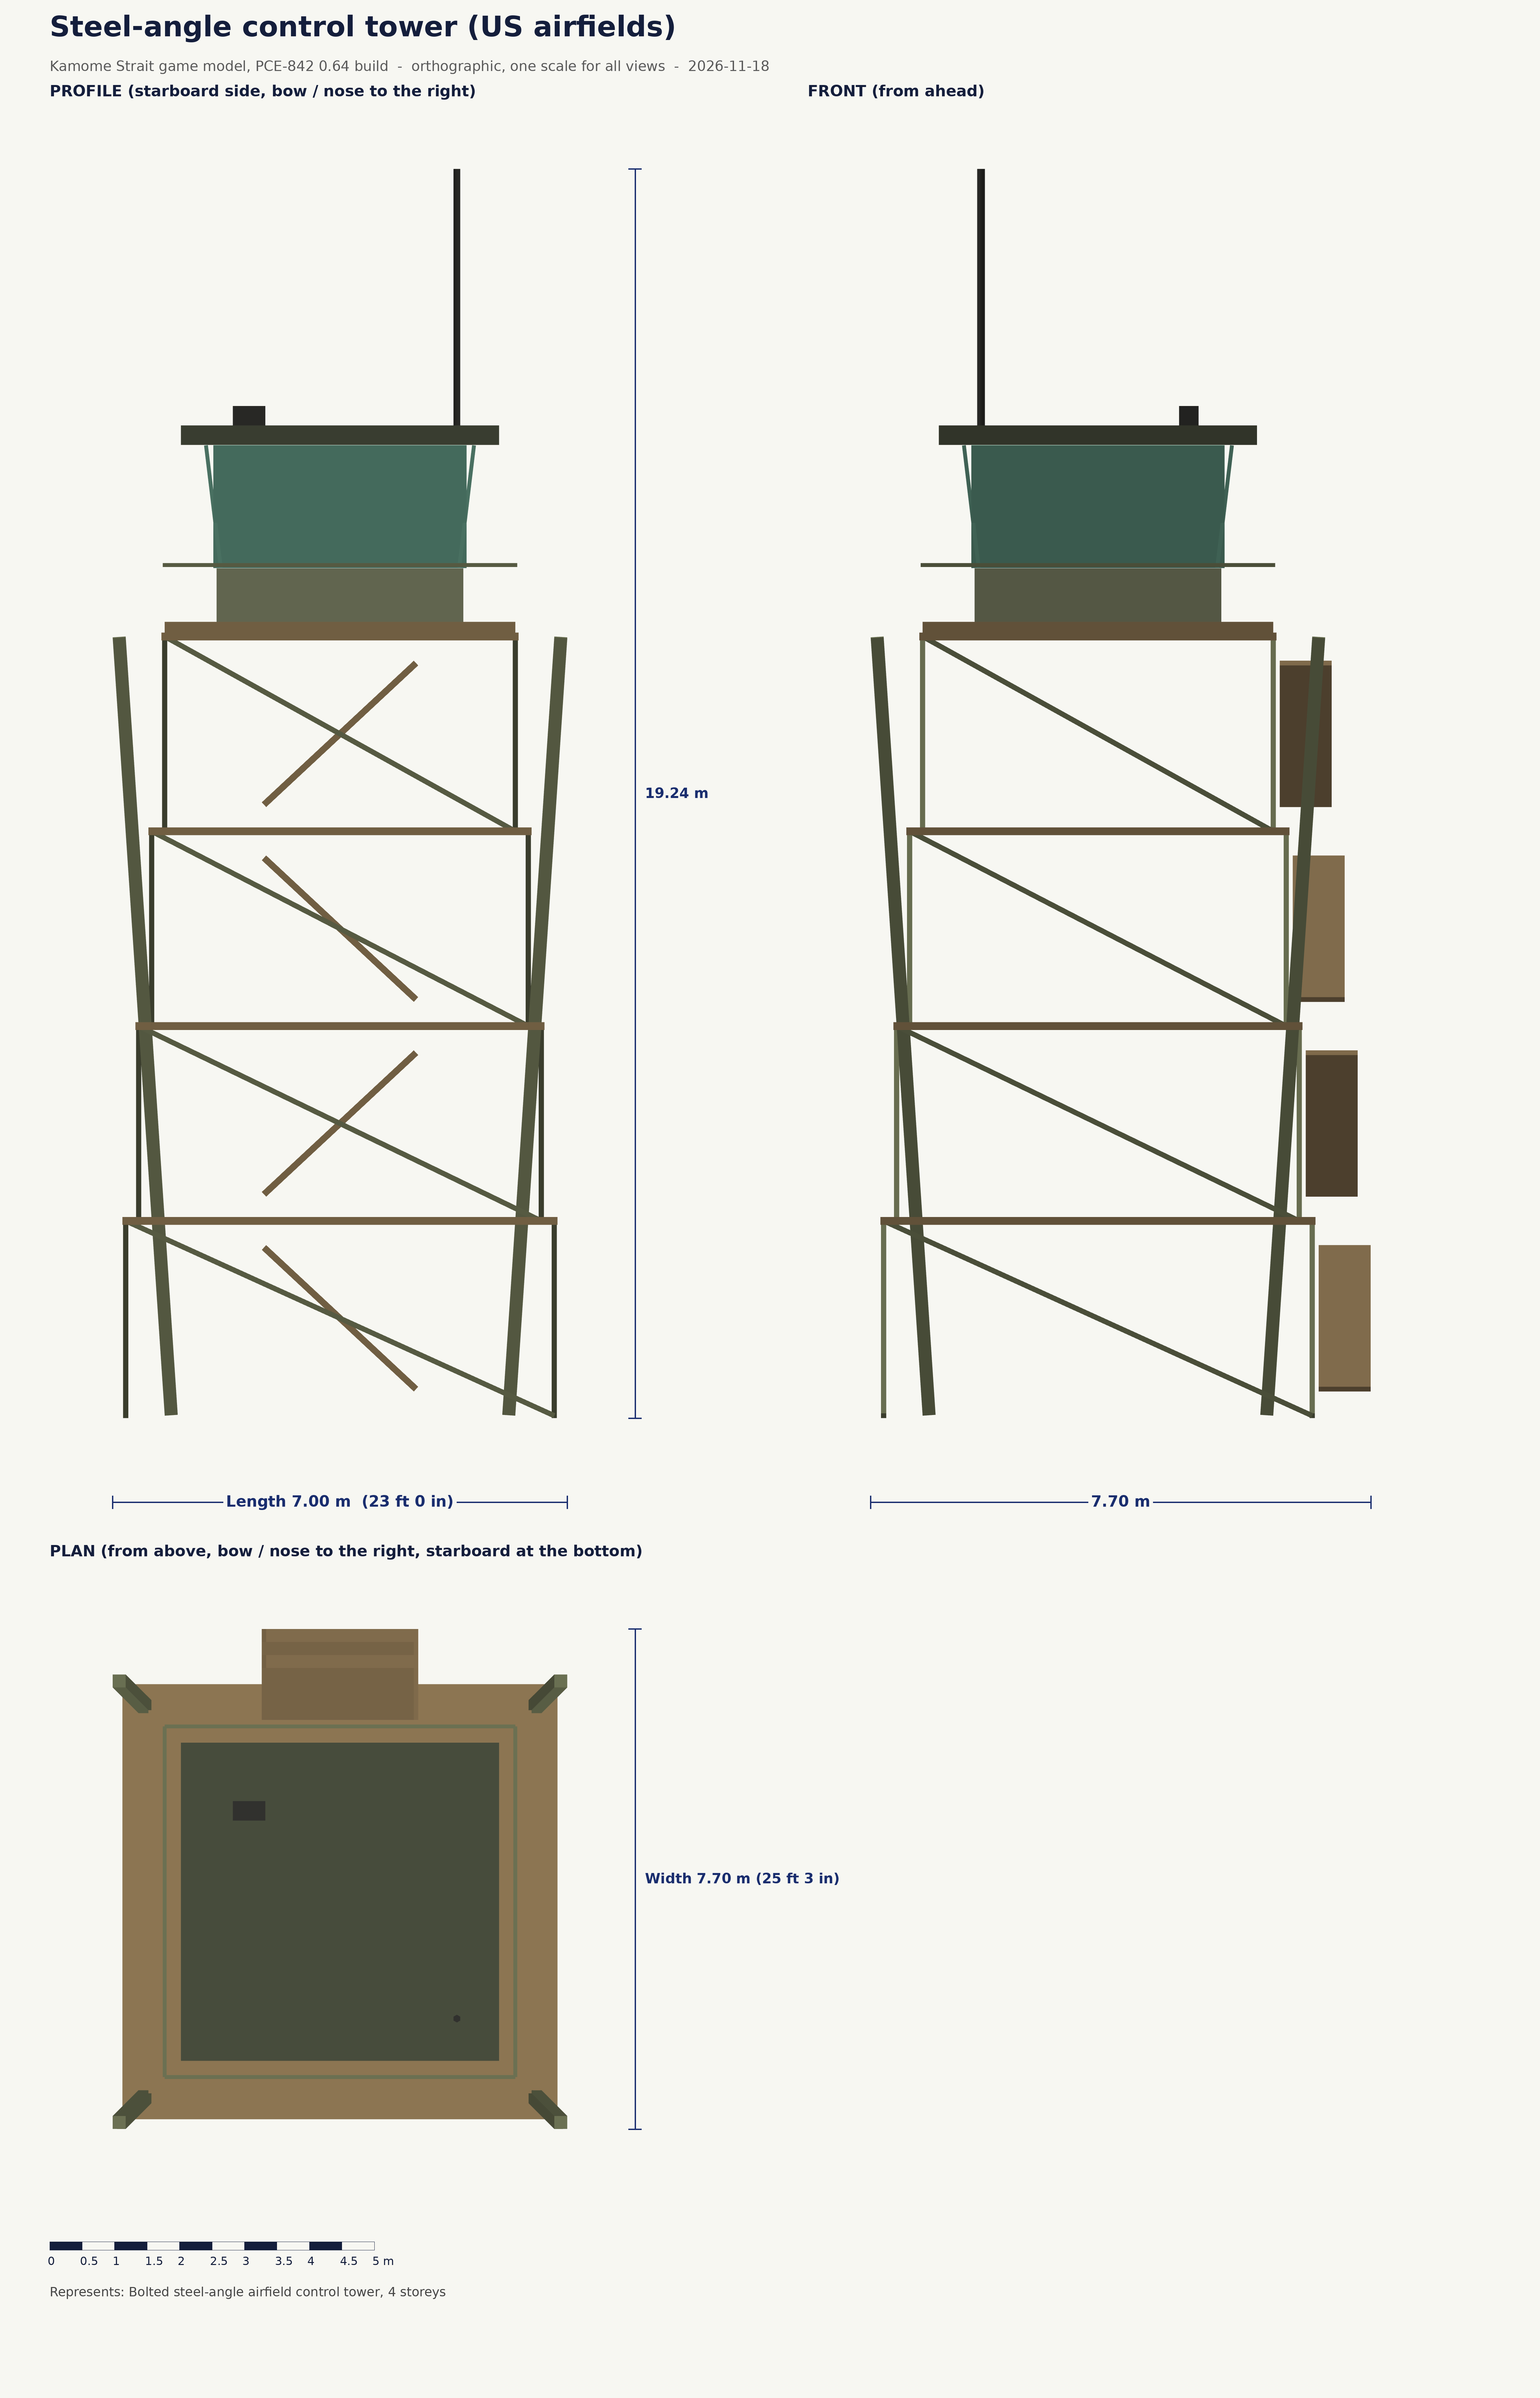 Steel-angle control tower (US airfields)
Kamome Strait game model, PCE-842 0.64 build - orthographic, one scale for all views - 2026-11-18
PROFILE (starboard side, bow / nose to the right)
FRONT (from ahead)
19.24 m
Length 7.00 m (23 ft 0 in)
7.70 m
PLAN (from above, bow / nose to the right, starboard at the bottom)
Width 7.70 m (25 ft 3 in)
0 0.5 1 1.5 2 2.5 3 3.5 4 4.5 5 m
Represents: Bolted steel-angle airfield control tower, 4 storeys